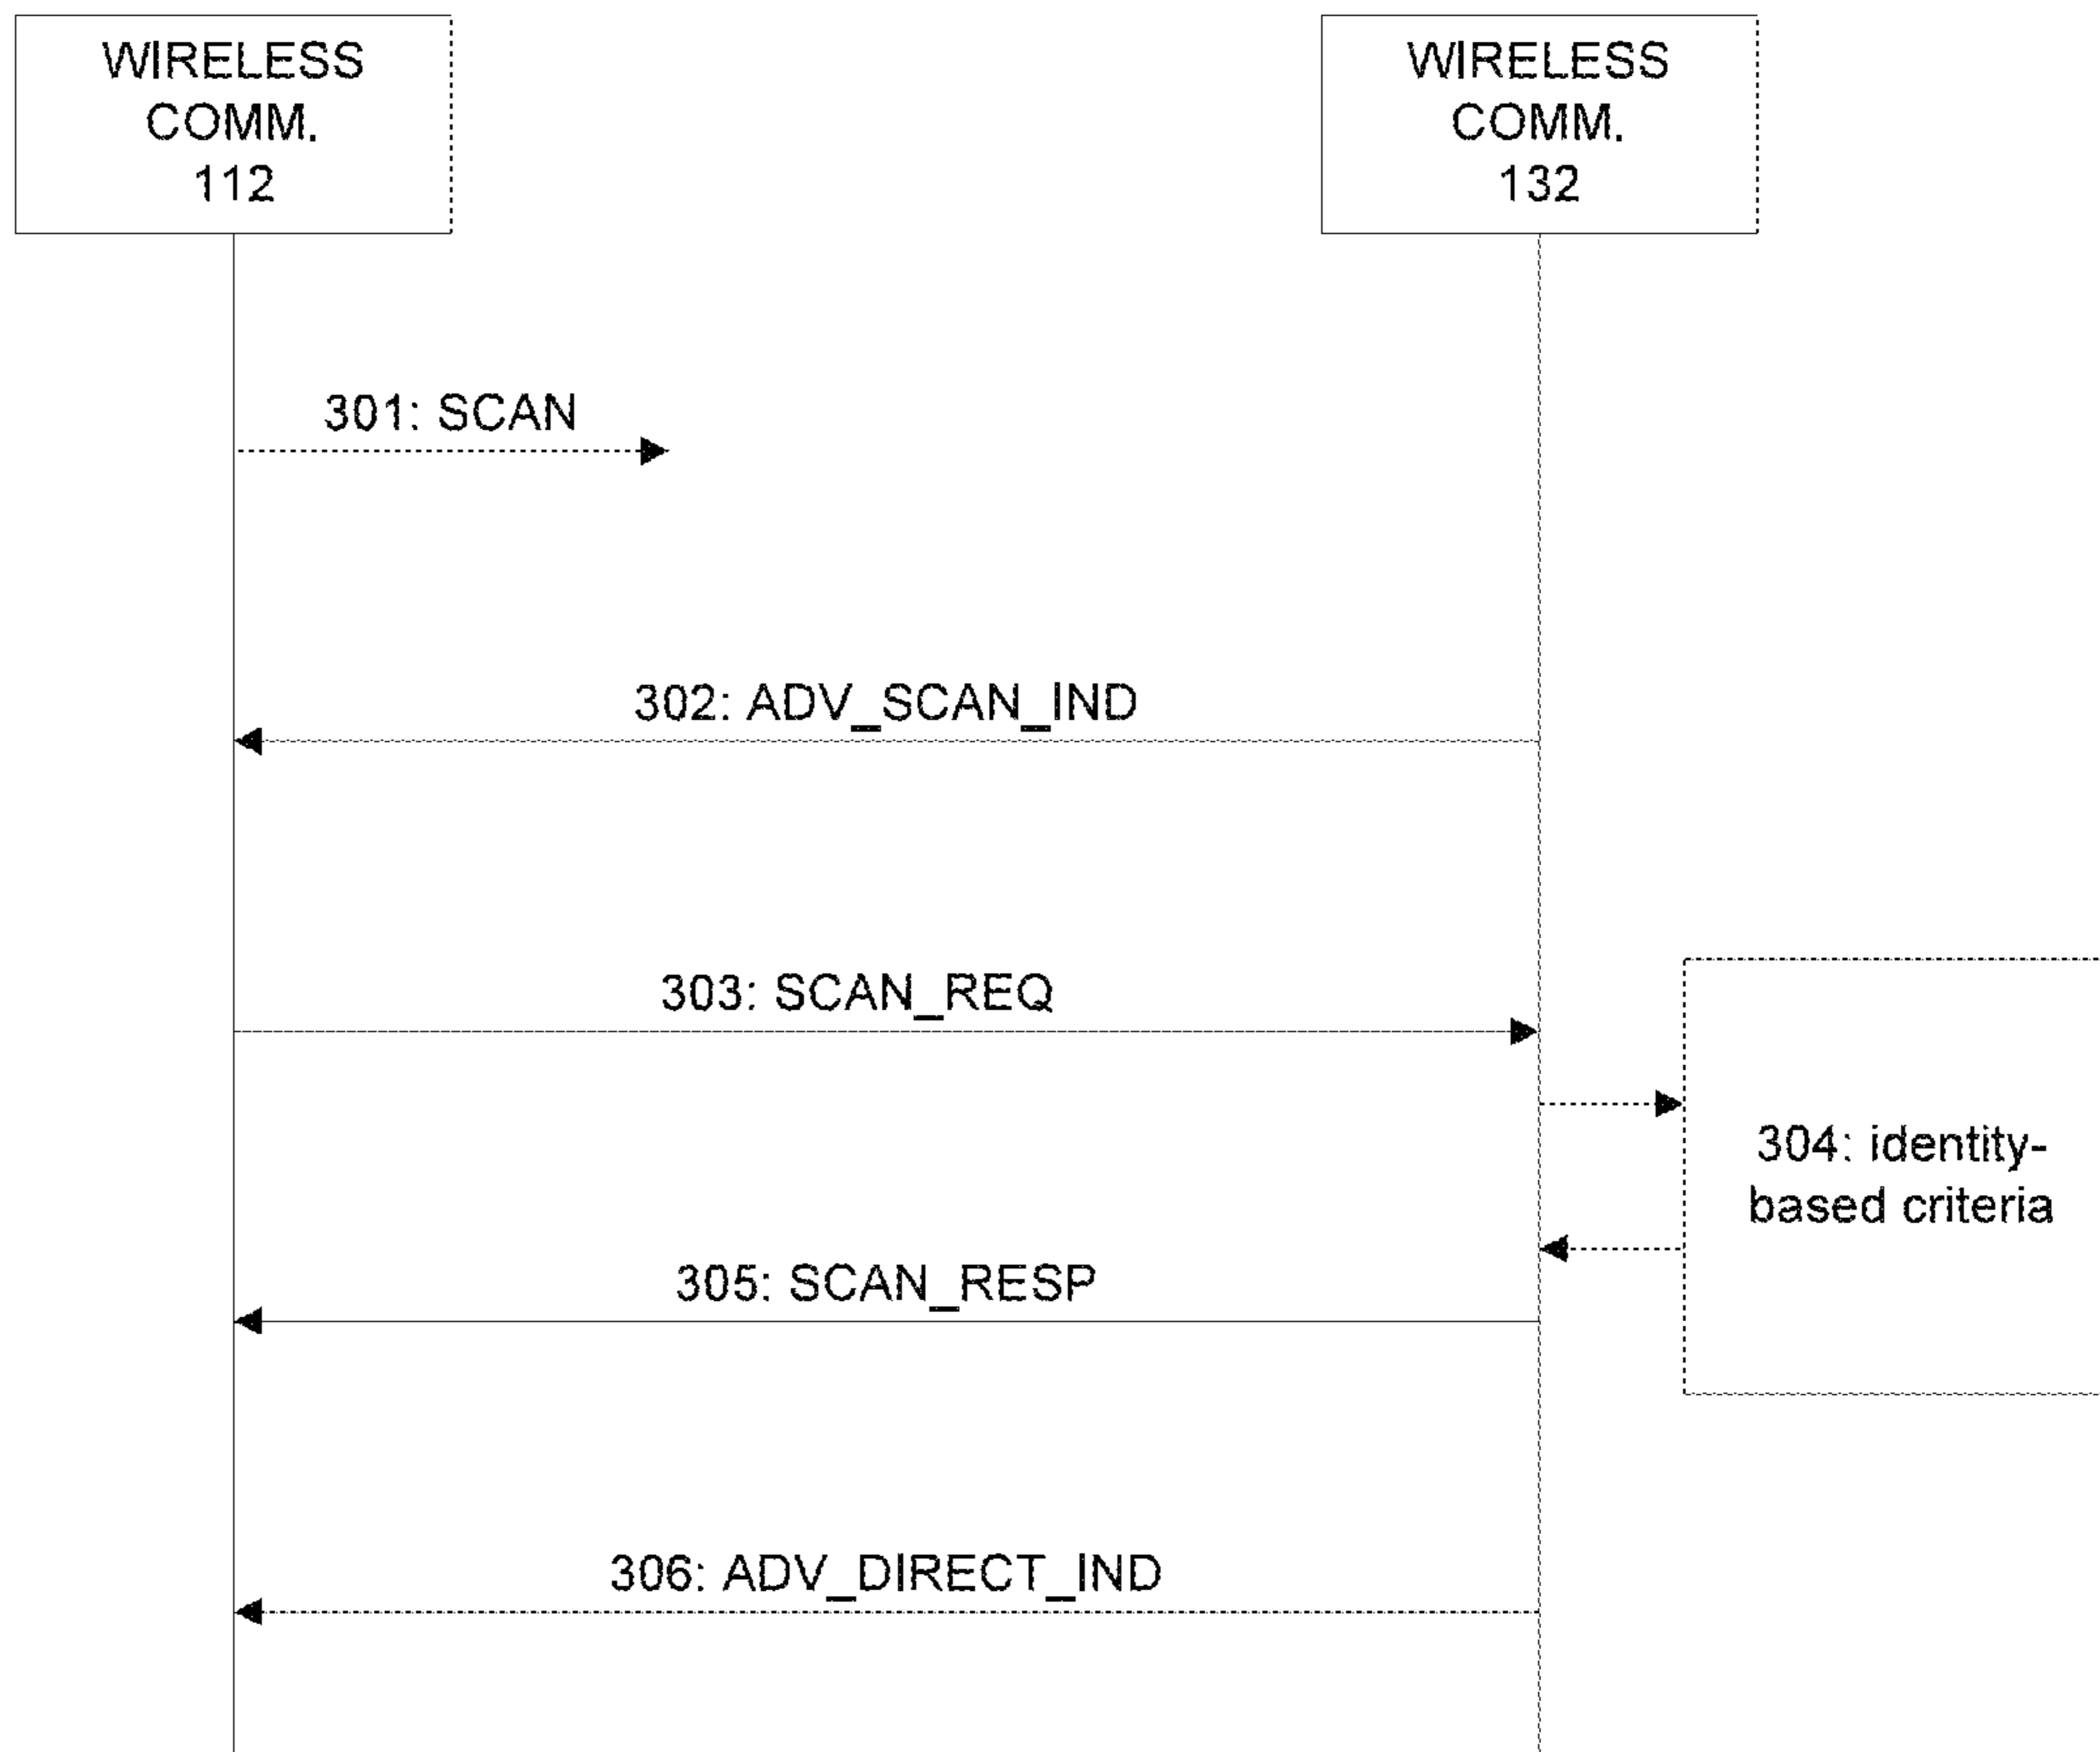 WIRELESS
COMM.
112
WIRELESS
COMM.
132
301: SCAN
302: ADV_SCAN_IND
303: SCAN_REQ
304: identity-
based criteria
305: SCAN_RESP
306: ADV_DIRECT_IND